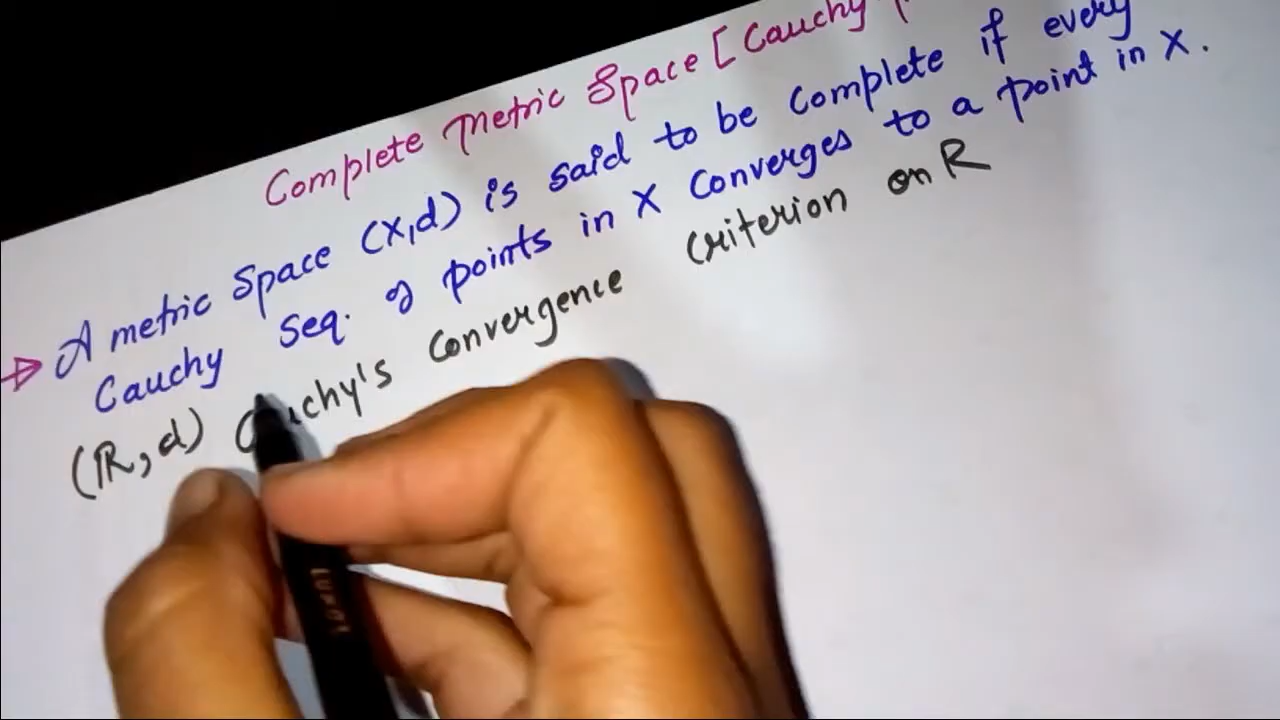 Complete Metric Space [Cauchy
A metric Space (X,d) is said to be complete if every
Cauchy Seq. of points in X Converges to a point in X.
(R,d) Cauchy's Convergence Criterion on R
LUXOR